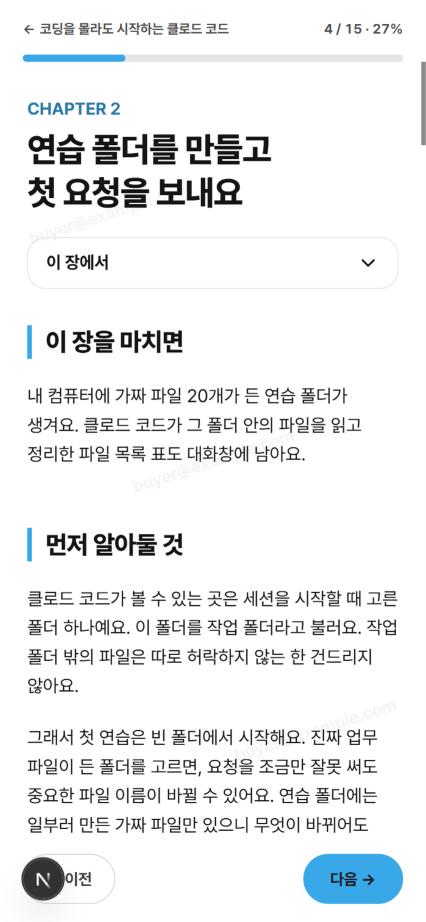 ← 코딩을 몰라도 시작하는 클로드 코드
4 / 15 · 27%
CHAPTER 2
연습 폴더를 만들고
첫 요청을 보내요
이 장에서
이 장을 마치면
내 컴퓨터에 가짜 파일 20개가 든 연습 폴더가
생겨요. 클로드 코드가 그 폴더 안의 파일을 읽고
정리한 파일 목록 표도 대화창에 남아요.
먼저 알아둘 것
클로드 코드가 볼 수 있는 곳은 세션을 시작할 때 고른
폴더 하나예요. 이 폴더를 작업 폴더라고 불러요. 작업
폴더 밖의 파일은 따로 허락하지 않는 한 건드리지
않아요.
그래서 첫 연습은 빈 폴더에서 시작해요. 진짜 업무
파일이 든 폴더를 고르면, 요청을 조금만 잘못 써도
중요한 파일 이름이 바뀔 수 있어요. 연습 폴더에는
일부러 만든 가짜 파일만 있으니 무엇이 바뀌어도
N 이전
다음 →